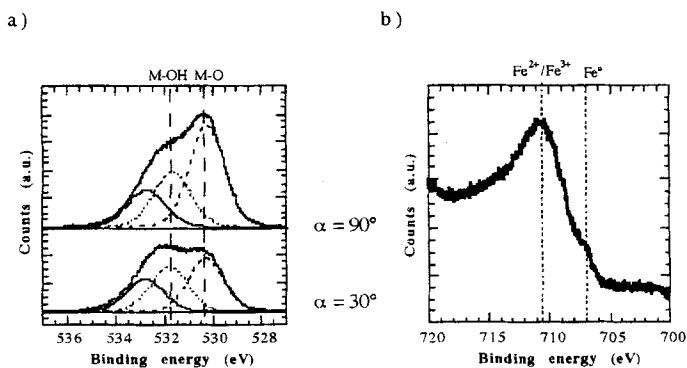 a)
M-OH M-O
Counts (a.u.)
α = 90°
α = 30°
536 534 532 530 528
Binding energy (eV)
b)
Fe2+/Fe3+ Fe°
Counts (a.u.)
720 715 710 705 700
Binding energy (eV)